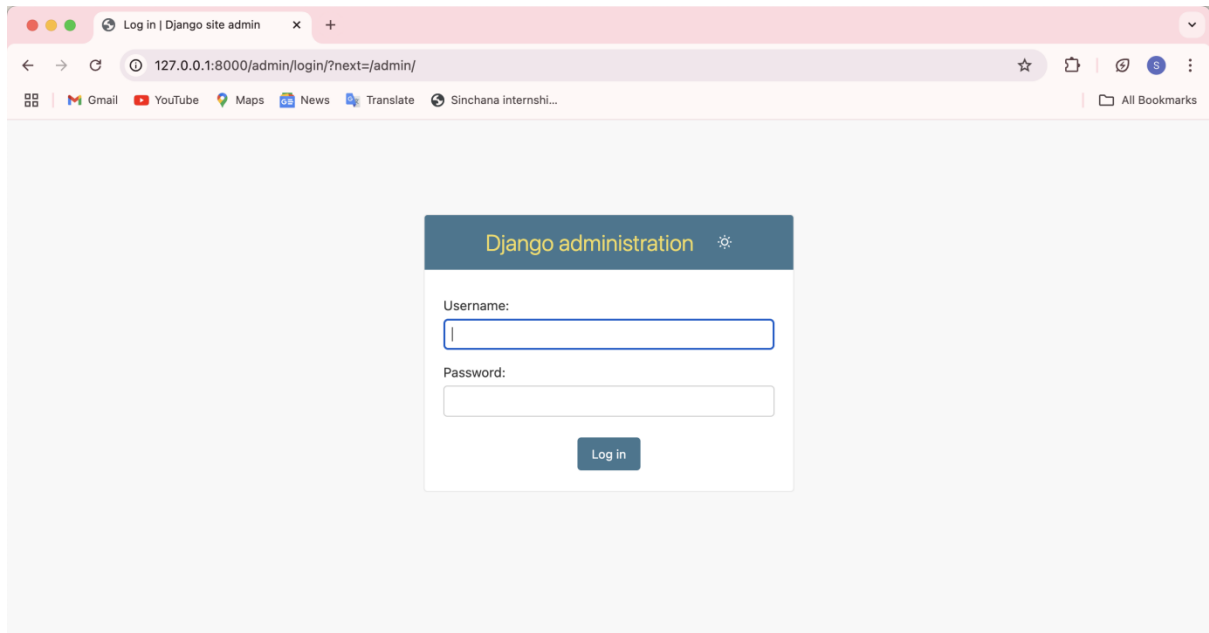 Log in | Django site admin
127.0.0.1:8000/admin/login/?next=/admin/
S
Gmail YouTube Maps News Translate Sinchana internshi... All Bookmarks
Django administration
Username:
Password:
Log in